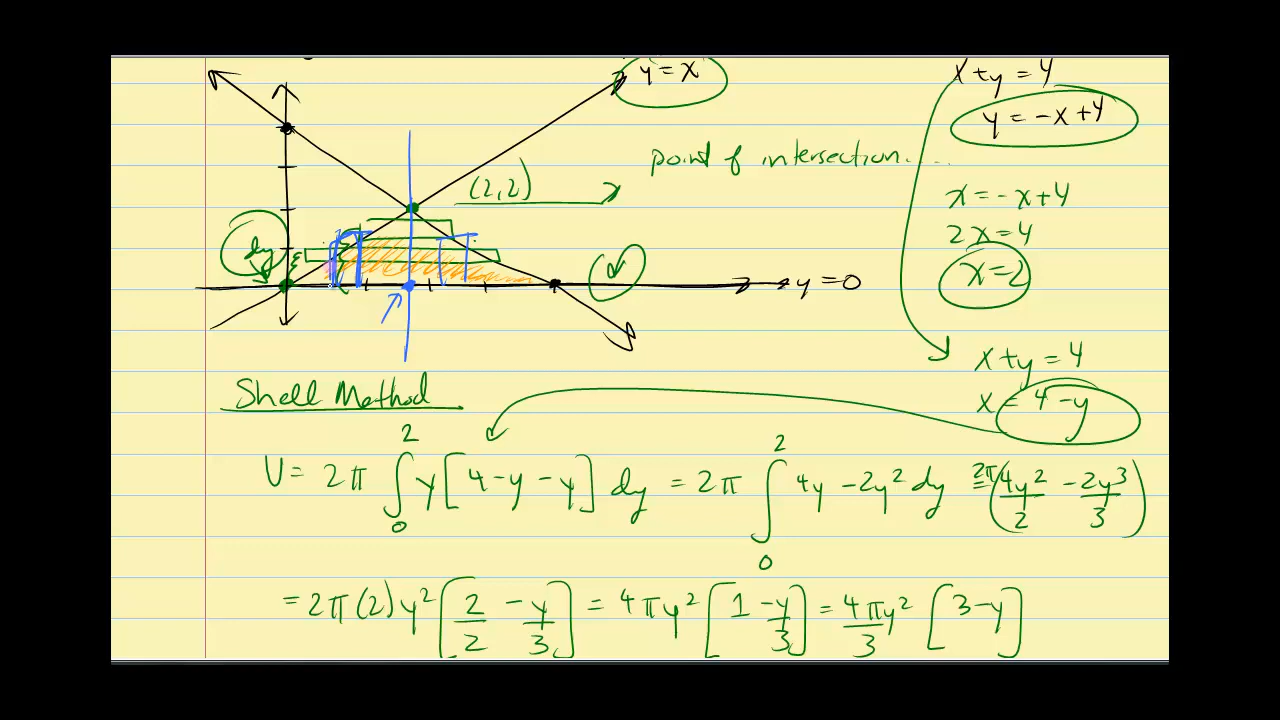 y = x
x + y = 4
y = -x + 4
point of intersection.....
(2,2)
x = -x + 4
2x = 4
x = 2
dy
y = 0
x + y = 4
x = 4 - y
Shell Method
V = 2π ∫₀² y[4 - y - y] dy = 2π ∫₀² 4y - 2y² dy = 2π(4y²/2 - 2y³/3)
= 2π(2)y² [2/2 - y/3] = 4πy² [1 - y/3] = 4πy²/3 [3 - y]